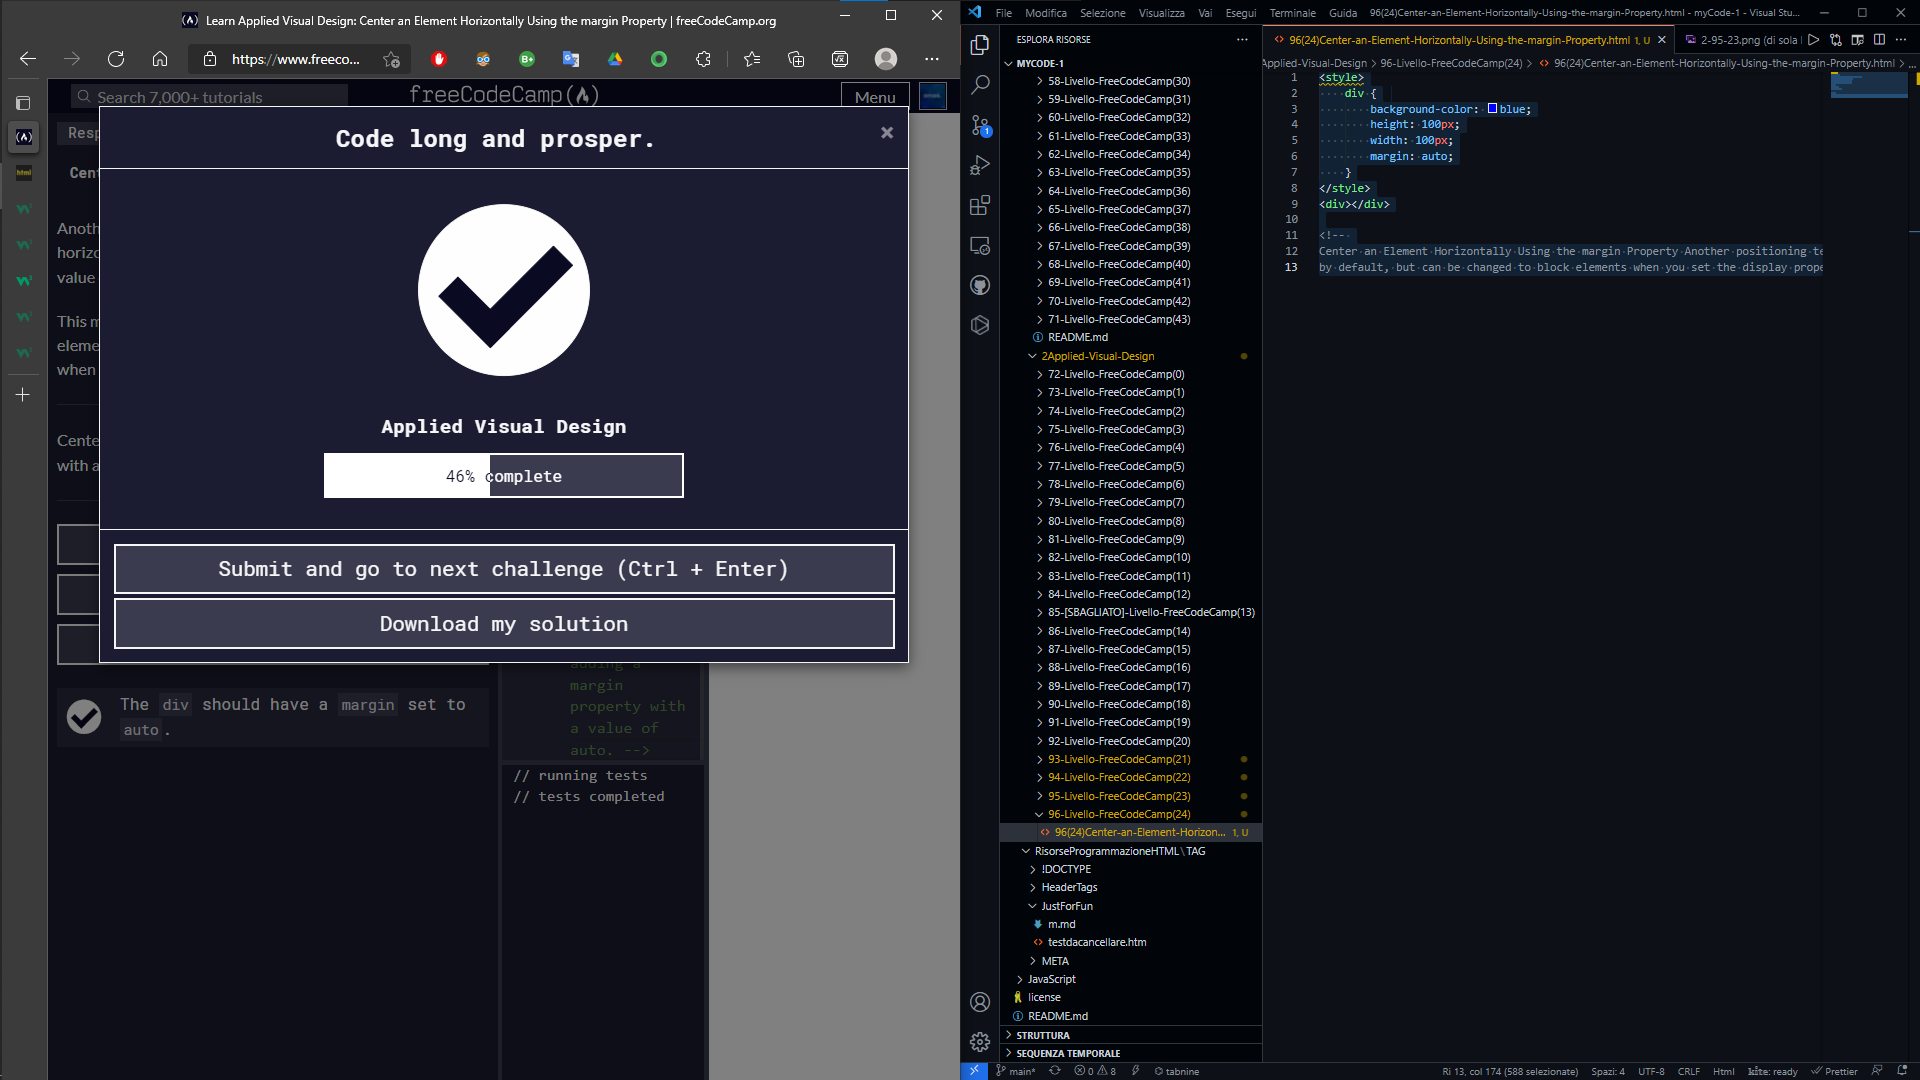 Learn Applied Visual Design: Center an Element Horizontally Using the margin Property | freeCodeCamp.org
https://www.freeco...
Search 7,000+ tutorials
freeCodeCamp
Menu
Resp
Code long and prosper.
×
Cent
Anoth
horizo
value
This m
eleme
when
Cente
with a
Applied Visual Design
46% complete
Submit and go to next challenge (Ctrl + Enter)
Download my solution
adding a
margin
property with
a value of
auto. -->
The div should have a margin set to
auto.
// running tests
// tests completed
File Modifica Selezione Visualizza Vai Esegui Terminale Guida
96(24)Center-an-Element-Horizontally-Using-the-margin-Property.html - myCode-1 - Visual Stu...
ESPLORA RISORSE
MYCODE-1
58-Livello-FreeCodeCamp(30)
59-Livello-FreeCodeCamp(31)
60-Livello-FreeCodeCamp(32)
61-Livello-FreeCodeCamp(33)
62-Livello-FreeCodeCamp(34)
63-Livello-FreeCodeCamp(35)
64-Livello-FreeCodeCamp(36)
65-Livello-FreeCodeCamp(37)
66-Livello-FreeCodeCamp(38)
67-Livello-FreeCodeCamp(39)
68-Livello-FreeCodeCamp(40)
69-Livello-FreeCodeCamp(41)
70-Livello-FreeCodeCamp(42)
71-Livello-FreeCodeCamp(43)
README.md
2Applied-Visual-Design
72-Livello-FreeCodeCamp(0)
73-Livello-FreeCodeCamp(1)
74-Livello-FreeCodeCamp(2)
75-Livello-FreeCodeCamp(3)
76-Livello-FreeCodeCamp(4)
77-Livello-FreeCodeCamp(5)
78-Livello-FreeCodeCamp(6)
79-Livello-FreeCodeCamp(7)
80-Livello-FreeCodeCamp(8)
81-Livello-FreeCodeCamp(9)
82-Livello-FreeCodeCamp(10)
83-Livello-FreeCodeCamp(11)
84-Livello-FreeCodeCamp(12)
85-[SBAGLIATO]-Livello-FreeCodeCamp(13)
86-Livello-FreeCodeCamp(14)
87-Livello-FreeCodeCamp(15)
88-Livello-FreeCodeCamp(16)
89-Livello-FreeCodeCamp(17)
90-Livello-FreeCodeCamp(18)
91-Livello-FreeCodeCamp(19)
92-Livello-FreeCodeCamp(20)
93-Livello-FreeCodeCamp(21)
94-Livello-FreeCodeCamp(22)
95-Livello-FreeCodeCamp(23)
96-Livello-FreeCodeCamp(24)
96(24)Center-an-Element-Horizon... 1, U
RisorseProgrammazioneHTML\TAG
!DOCTYPE
HeaderTags
JustForFun
m.md
testdacancellare.htm
META
JavaScript
license
README.md
STRUTTURA
SEQUENZA TEMPORALE
96(24)Center-an-Element-Horizontally-Using-the-margin-Property.html 1, U
2-95-23.png (di sola
Applied-Visual-Design > 96-Livello-FreeCodeCamp(24) > 96(24)Center-an-Element-Horizontally-Using-the-margin-Property.html > ...
1 <style>
2 div {
3 background-color: blue;
4 height: 100px;
5 width: 100px;
6 margin: auto;
7 }
8 </style>
9 <div></div>
10
11 <!--
12 Center an Element Horizontally Using the margin Property Another positioning te
13 by default, but can be changed to block elements when you set the display prope
main* 0 8 tabnine
Ri 13, col 174 (588 selezionate) Spazi: 4 UTF-8 CRLF Html kite: ready Prettier